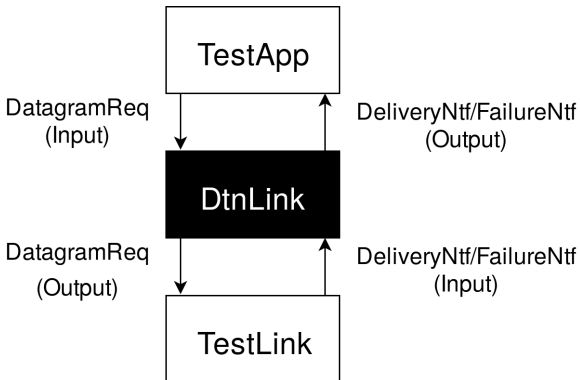 TestApp
DatagramReq
(Input)
DeliveryNtf/FailureNtf
(Output)
DtnLink
DatagramReq
(Output)
DeliveryNtf/FailureNtf
(Input)
TestLink